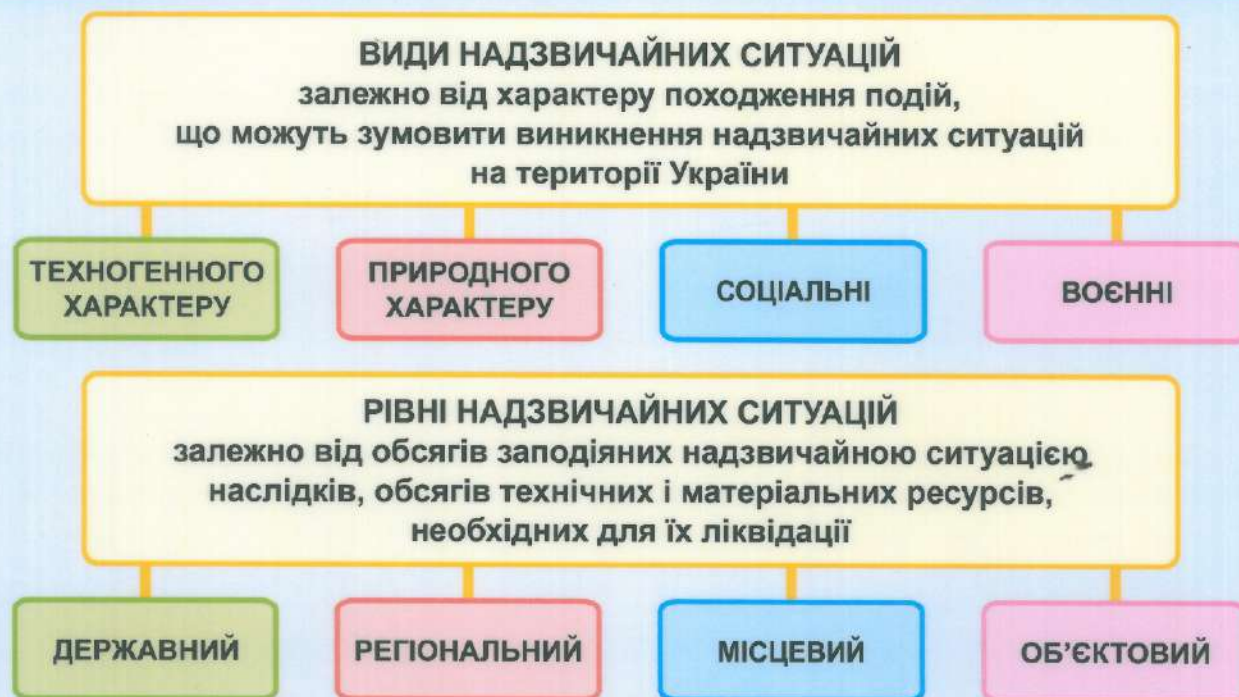 ВИДИ НАДЗВИЧАЙНИХ СИТУАЦІЙ
залежно від характеру походження подій,
що можуть зумовити виникнення надзвичайних ситуацій
на території України
ТЕХНОГЕННОГО
ХАРАКТЕРУ
ПРИРОДНОГО
ХАРАКТЕРУ
СОЦІАЛЬНІ
ВОЄННІ
РІВНІ НАДЗВИЧАЙНИХ СИТУАЦІЙ
залежно від обсягів заподіяних надзвичайною ситуацією
наслідків, обсягів технічних і матеріальних ресурсів,
необхідних для їх ліквідації
ДЕРЖАВНИЙ
РЕГІОНАЛЬНИЙ
МІСЦЕВИЙ
ОБ’ЄКТОВИЙ